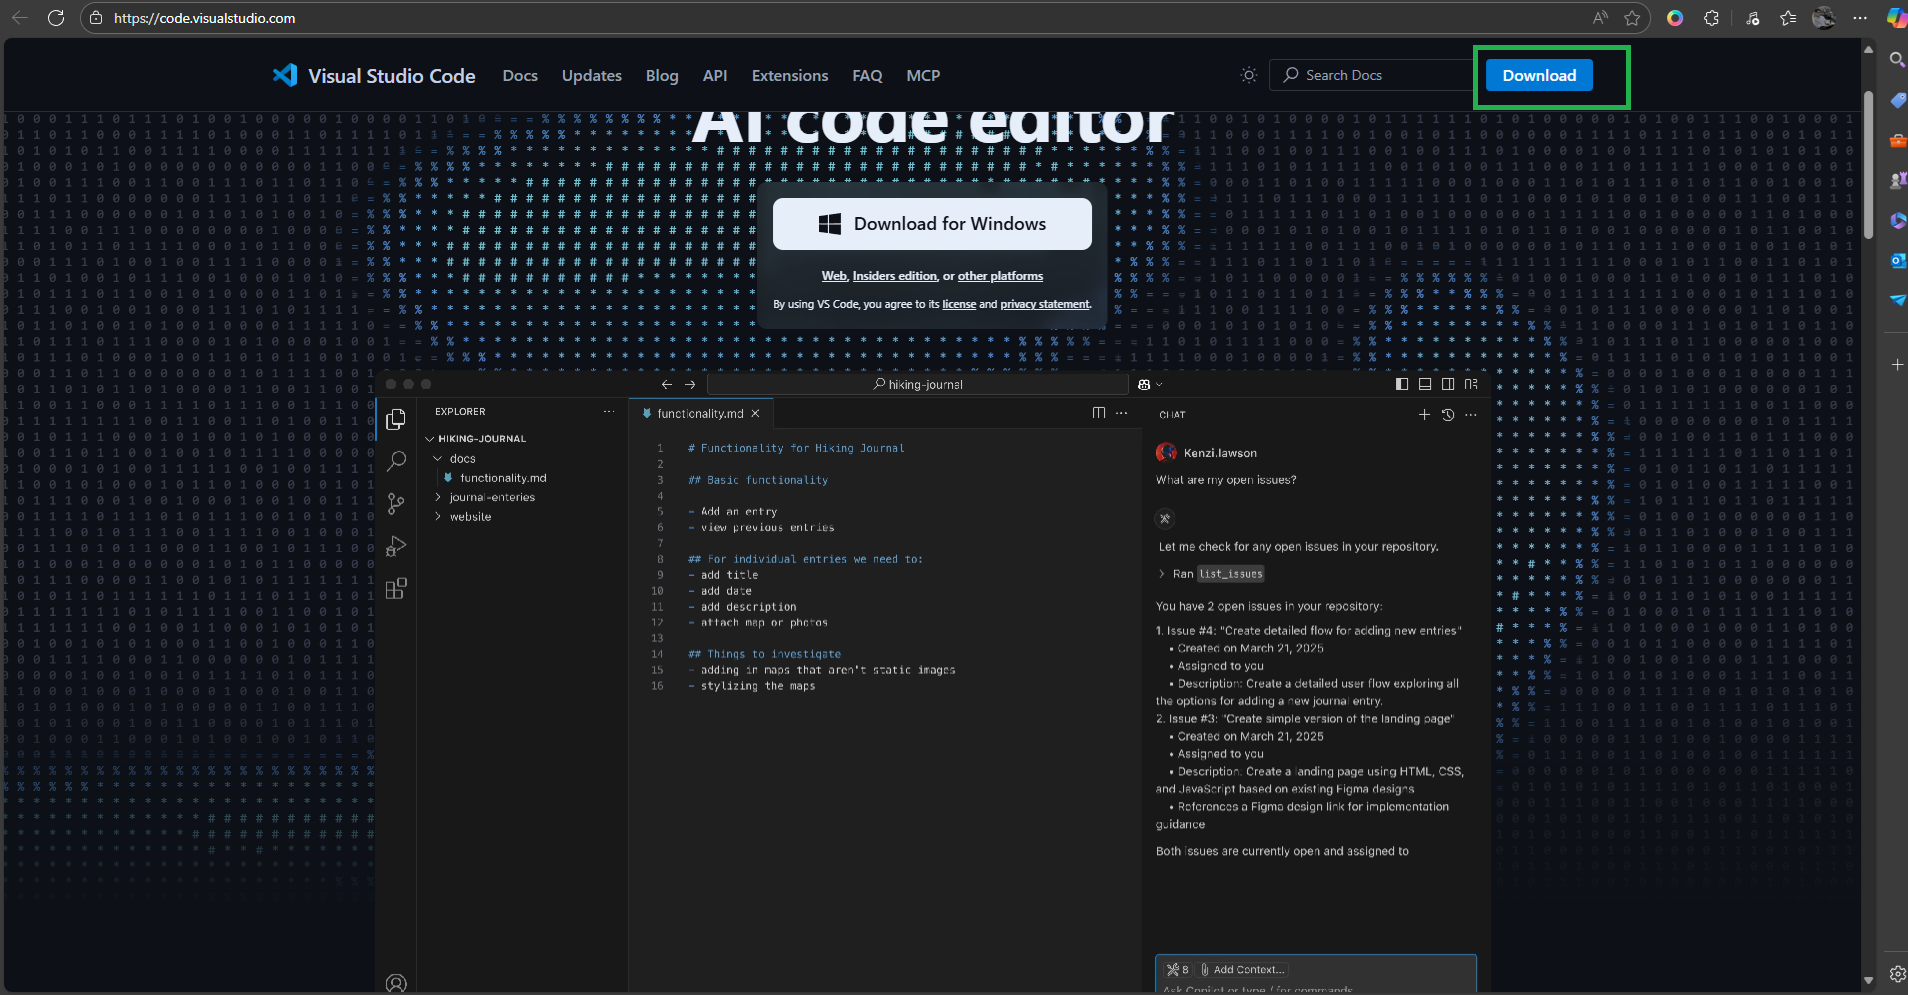 https://code.visualstudio.com
Visual Studio Code
Docs
Updates
Blog
API
Extensions
FAQ
MCP
Search Docs
Download
AI code editor
Download for Windows
Web, Insiders edition, or other platforms
By using VS Code, you agree to its license and privacy statement.
hiking-journal
EXPLORER
HIKING-JOURNAL
docs
functionality.md
journal-enteries
website
functionality.md
1 # Functionality for Hiking Journal
2
3 ## Basic functionality
4
5 - Add an entry
6 - view previous entries
7
8 ## For individual entries we need to:
9 - add title
10 - add date
11 - add description
12 - attach map or photos
13
14 ## Things to investigate
15 - adding in maps that aren't static images
16 - stylizing the maps
CHAT
Kenzi.lawson
What are my open issues?
Let me check for any open issues in your repository.
Ran list_issues
You have 2 open issues in your repository:
1. Issue #4: "Create detailed flow for adding new entries"
• Created on March 21, 2025
• Assigned to you
• Description: Create a detailed user flow exploring all
the options for adding a new journal entry.
2. Issue #3: "Create simple version of the landing page"
• Created on March 21, 2025
• Assigned to you
• Description: Create a landing page using HTML, CSS,
and JavaScript based on existing Figma designs
• References a Figma design link for implementation
guidance
Both issues are currently open and assigned to
8 Add Context...
Ask Copilot or type / for commands